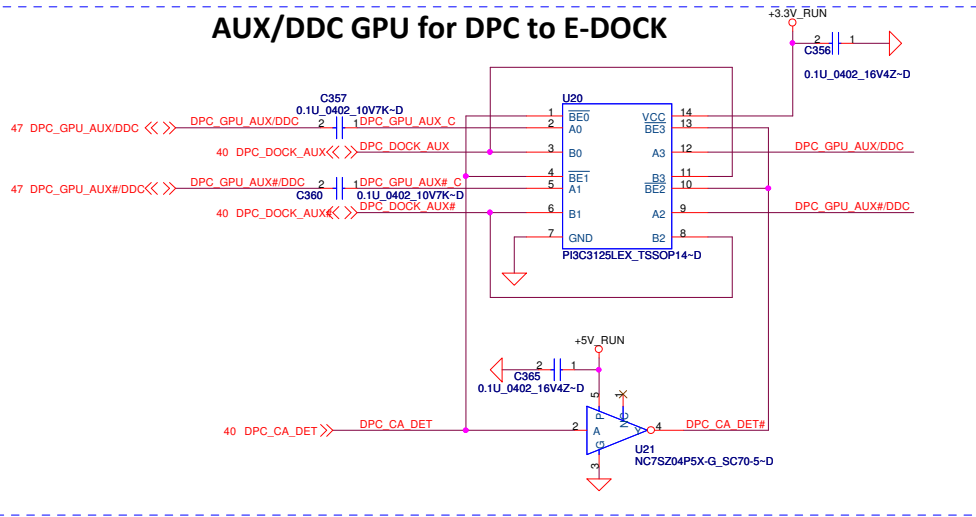 AUX/DDC GPU for DPC to E-DOCK
+3.3V_RUN
2 1
C356
0.1U_0402_16V4Z~D
C357
0.1U_0402_10V7K~D
47 DPC_GPU_AUX/DDC DPC_GPU_AUX/DDC 2 1 DPC_GPU_AUX_C
40 DPC_DOCK_AUX DPC_DOCK_AUX
47 DPC_GPU_AUX#/DDC DPC_GPU_AUX#/DDC 2 1 DPC_GPU_AUX#_C
C360 0.1U_0402_10V7K~D
40 DPC_DOCK_AUX# DPC_DOCK_AUX#
U20
1 BE0 VCC 14
2 A0 BE3 13
3 B0 A3 12 DPC_GPU_AUX/DDC
4 BE1 B3 11
5 A1 BE2 10
6 B1 A2 9 DPC_GPU_AUX#/DDC
7 GND B2 8
PI3C3125LEX_TSSOP14~D
+5V_RUN
2 1
C365
0.1U_0402_16V4Z~D
5 1
P NC
40 DPC_CA_DET DPC_CA_DET 2 A Y 4 DPC_CA_DET#
G
3
U21
NC7SZ04P5X-G_SC70-5~D